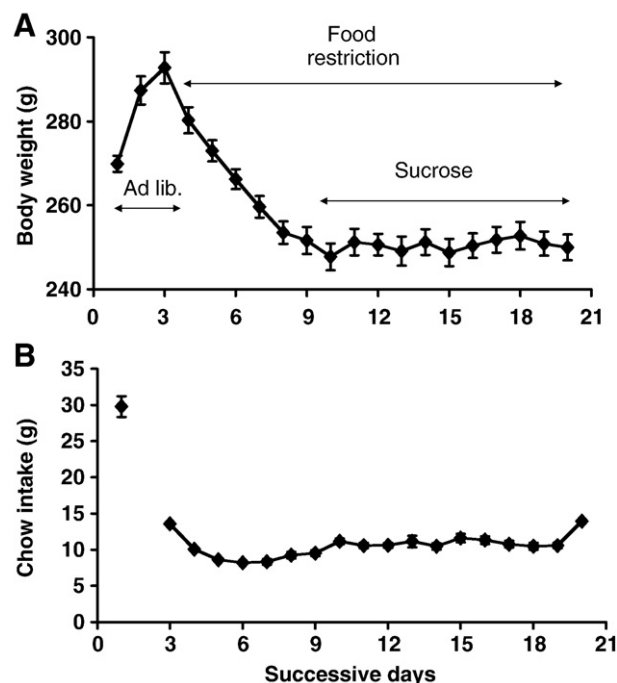 A
300
280
260
240
Body weight (g)
Food
restriction
Ad lib.
Sucrose
0 3 6 9 12 15 18 21
B
35
30
25
20
15
10
5
0
Chow intake (g)
0 3 6 9 12 15 18 21
Successive days